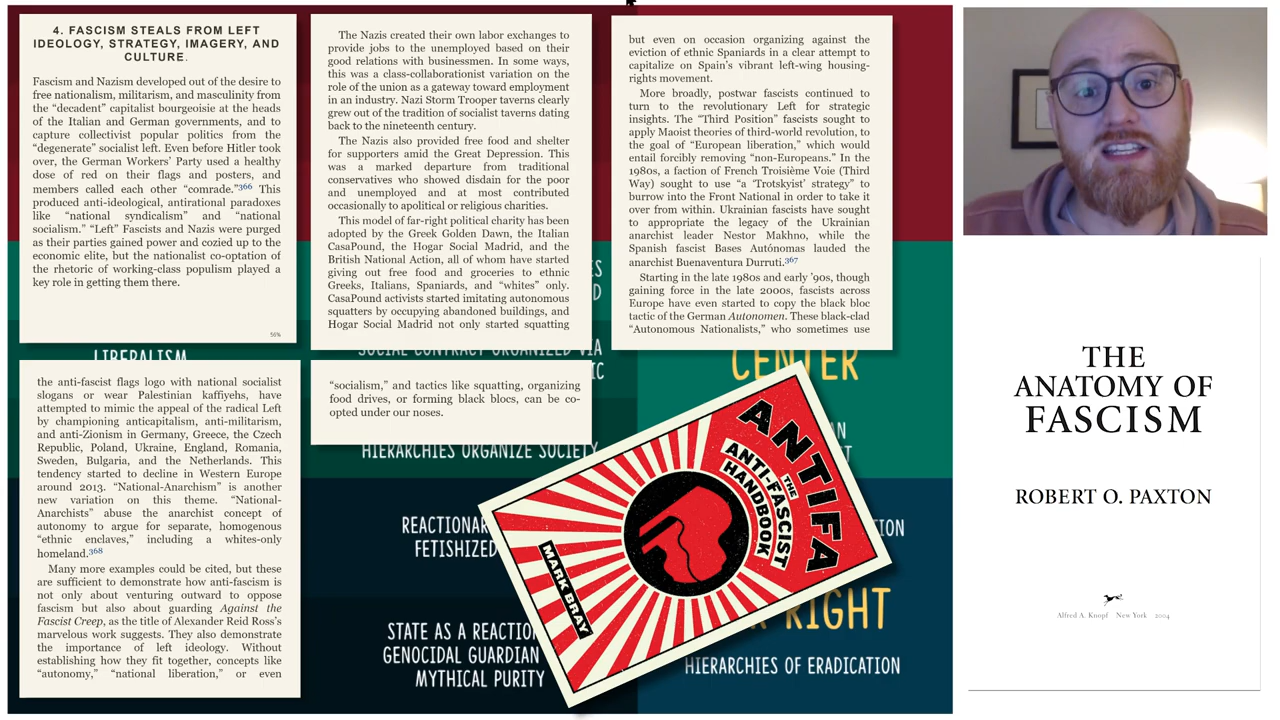 4. FASCISM STEALS FROM LEFT
IDEOLOGY, STRATEGY, IMAGERY, AND
CULTURE.
Fascism and Nazism developed out of the desire to
free nationalism, militarism, and masculinity from
the “decadent” capitalist bourgeoisie at the heads
of the Italian and German governments, and to
capture collectivist popular politics from the
“degenerate” socialist left. Even before Hitler took
over, the German Workers’ Party used a healthy
dose of red on their flags and posters, and
members called each other “comrade.”366 This
produced anti-ideological, antirational paradoxes
like “national syndicalism” and “national
socialism.” “Left” Fascists and Nazis were purged
as their parties gained power and cozied up to the
economic elite, but the nationalist co-optation of
the rhetoric of working-class populism played a
key role in getting them there.
56%
The Nazis created their own labor exchanges to
provide jobs to the unemployed based on their
good relations with businessmen. In some ways,
this was a class-collaborationist variation on the
role of the union as a gateway toward employment
in an industry. Nazi Storm Trooper taverns clearly
grew out of the tradition of socialist taverns dating
back to the nineteenth century.
The Nazis also provided free food and shelter
for supporters amid the Great Depression. This
was a marked departure from traditional
conservatives who showed disdain for the poor
and unemployed and at most contributed
occasionally to apolitical or religious charities.
This model of far-right political charity has been
adopted by the Greek Golden Dawn, the Italian
CasaPound, the Hogar Social Madrid, and the
British National Action, all of whom have started
giving out free food and groceries to ethnic
Greeks, Italians, Spaniards, and “whites” only.
CasaPound activists started imitating autonomous
squatters by occupying abandoned buildings, and
Hogar Social Madrid not only started squatting
but even on occasion organizing against the
eviction of ethnic Spaniards in a clear attempt to
capitalize on Spain’s vibrant left-wing housing-
rights movement.
More broadly, postwar fascists continued to
turn to the revolutionary Left for strategic
insights. The “Third Position” fascists sought to
apply Maoist theories of third-world revolution, to
the goal of “European liberation,” which would
entail forcibly removing “non-Europeans.” In the
1980s, a faction of French Troisième Voie (Third
Way) sought to use “a ‘Trotskyist’ strategy” to
burrow into the Front National in order to take it
over from within. Ukrainian fascists have sought
to appropriate the legacy of the Ukrainian
anarchist leader Nestor Makhno, while the
Spanish fascist Bases Autónomas lauded the
anarchist Buenaventura Durruti.367
Starting in the late 1980s and early ’90s, though
gaining force in the late 2000s, fascists across
Europe have even started to copy the black bloc
tactic of the German Autonomen. These black-clad
“Autonomous Nationalists,” who sometimes use
the anti-fascist flags logo with national socialist
slogans or wear Palestinian kaffiyehs, have
attempted to mimic the appeal of the radical Left
by championing anticapitalism, anti-militarism,
and anti-Zionism in Germany, Greece, the Czech
Republic, Poland, Ukraine, England, Romania,
Sweden, Bulgaria, and the Netherlands. This
tendency started to decline in Western Europe
around 2013. “National-Anarchism” is another
new variation on this theme. “National-
Anarchists” abuse the anarchist concept of
autonomy to argue for separate, homogenous
“ethnic enclaves,” including a whites-only
homeland.368
Many more examples could be cited, but these
are sufficient to demonstrate how anti-fascism is
not only about venturing outward to oppose
fascism but also about guarding Against the
Fascist Creep, as the title of Alexander Reid Ross’s
marvelous work suggests. They also demonstrate
the importance of left ideology. Without
establishing how they fit together, concepts like
“autonomy,” “national liberation,” or even
“socialism,” and tactics like squatting, organizing
food drives, or forming black blocs, can be co-
opted under our noses.
LIBERALISM
SOCIAL CONTRACT ORGANIZED VIA
CENTER
HIERARCHIES ORGANIZE SOCIETY
FETISHIZED
RIGHT
STATE AS A
GENOCIDAL GUARDIAN
MYTHICAL PURITY
HIERARCHIES OF ERADICATION
ANTIFA
THE
ANTI-FASCIST
HANDBOOK
MARK BRAY
THE
ANATOMY OF
FASCISM
ROBERT O. PAXTON
Alfred A. Knopf New York 2004